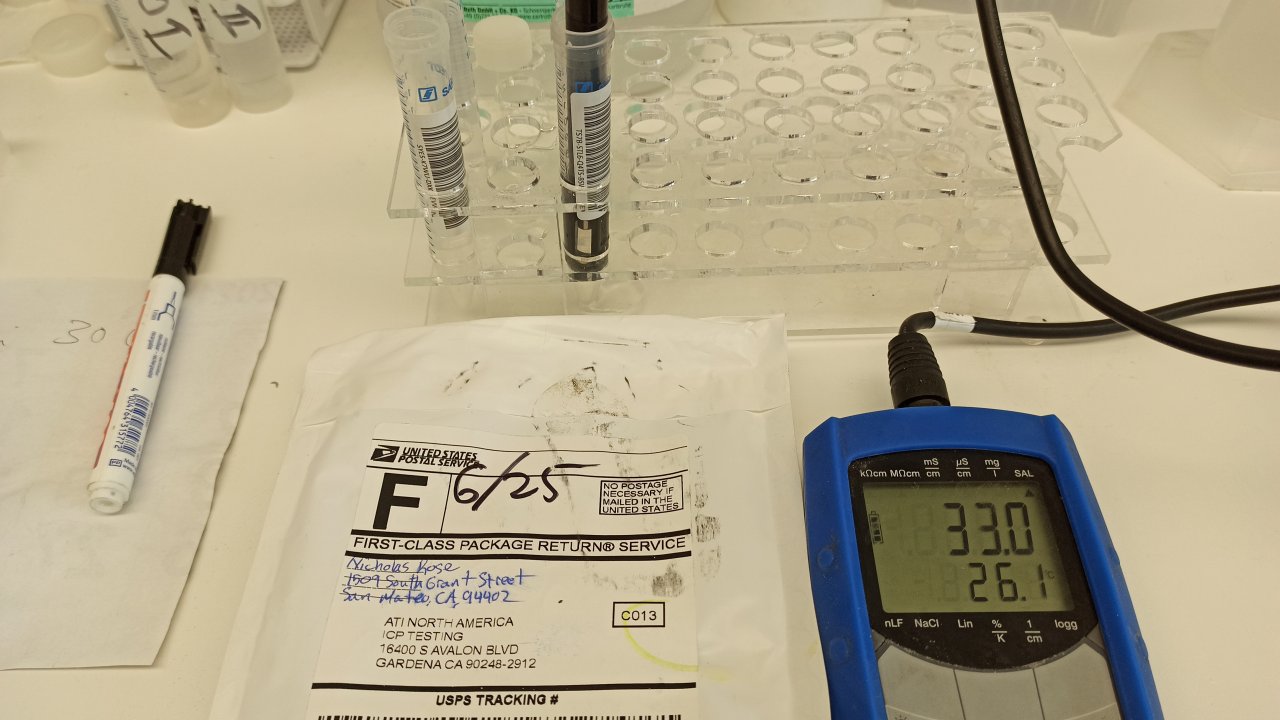 I
II
SA
30
UNITED STATES
POSTAL SERVICE
F
6/25
NO POSTAGE
NECESSARY IF
MAILED IN THE
UNITED STATES
FIRST-CLASS PACKAGE RETURN® SERVICE
Nicholas Kose
1509 South Grant Street
San Mateo, CA, 94402
C013
ATI NORTH AMERICA
ICP TESTING
16400 S AVALON BLVD
GARDENA CA 90248-2912
USPS TRACKING #
kΩcm MΩcm mS/cm µS/cm mg/l SAL
33.0
26.1°C
nLF NaCl Lin %/K 1/cm logg